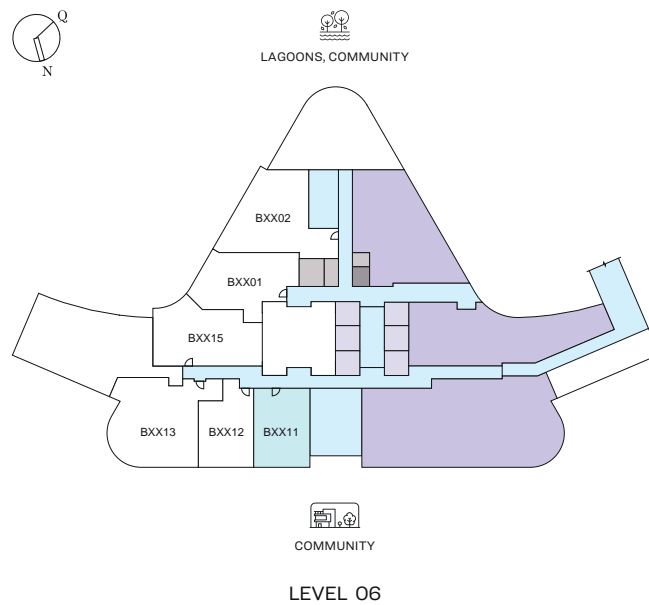 Q
N
LAGOONS, COMMUNITY
BXX02
BXX01
BXX15
BXX13
BXX12
BXX11
COMMUNITY
LEVEL 06